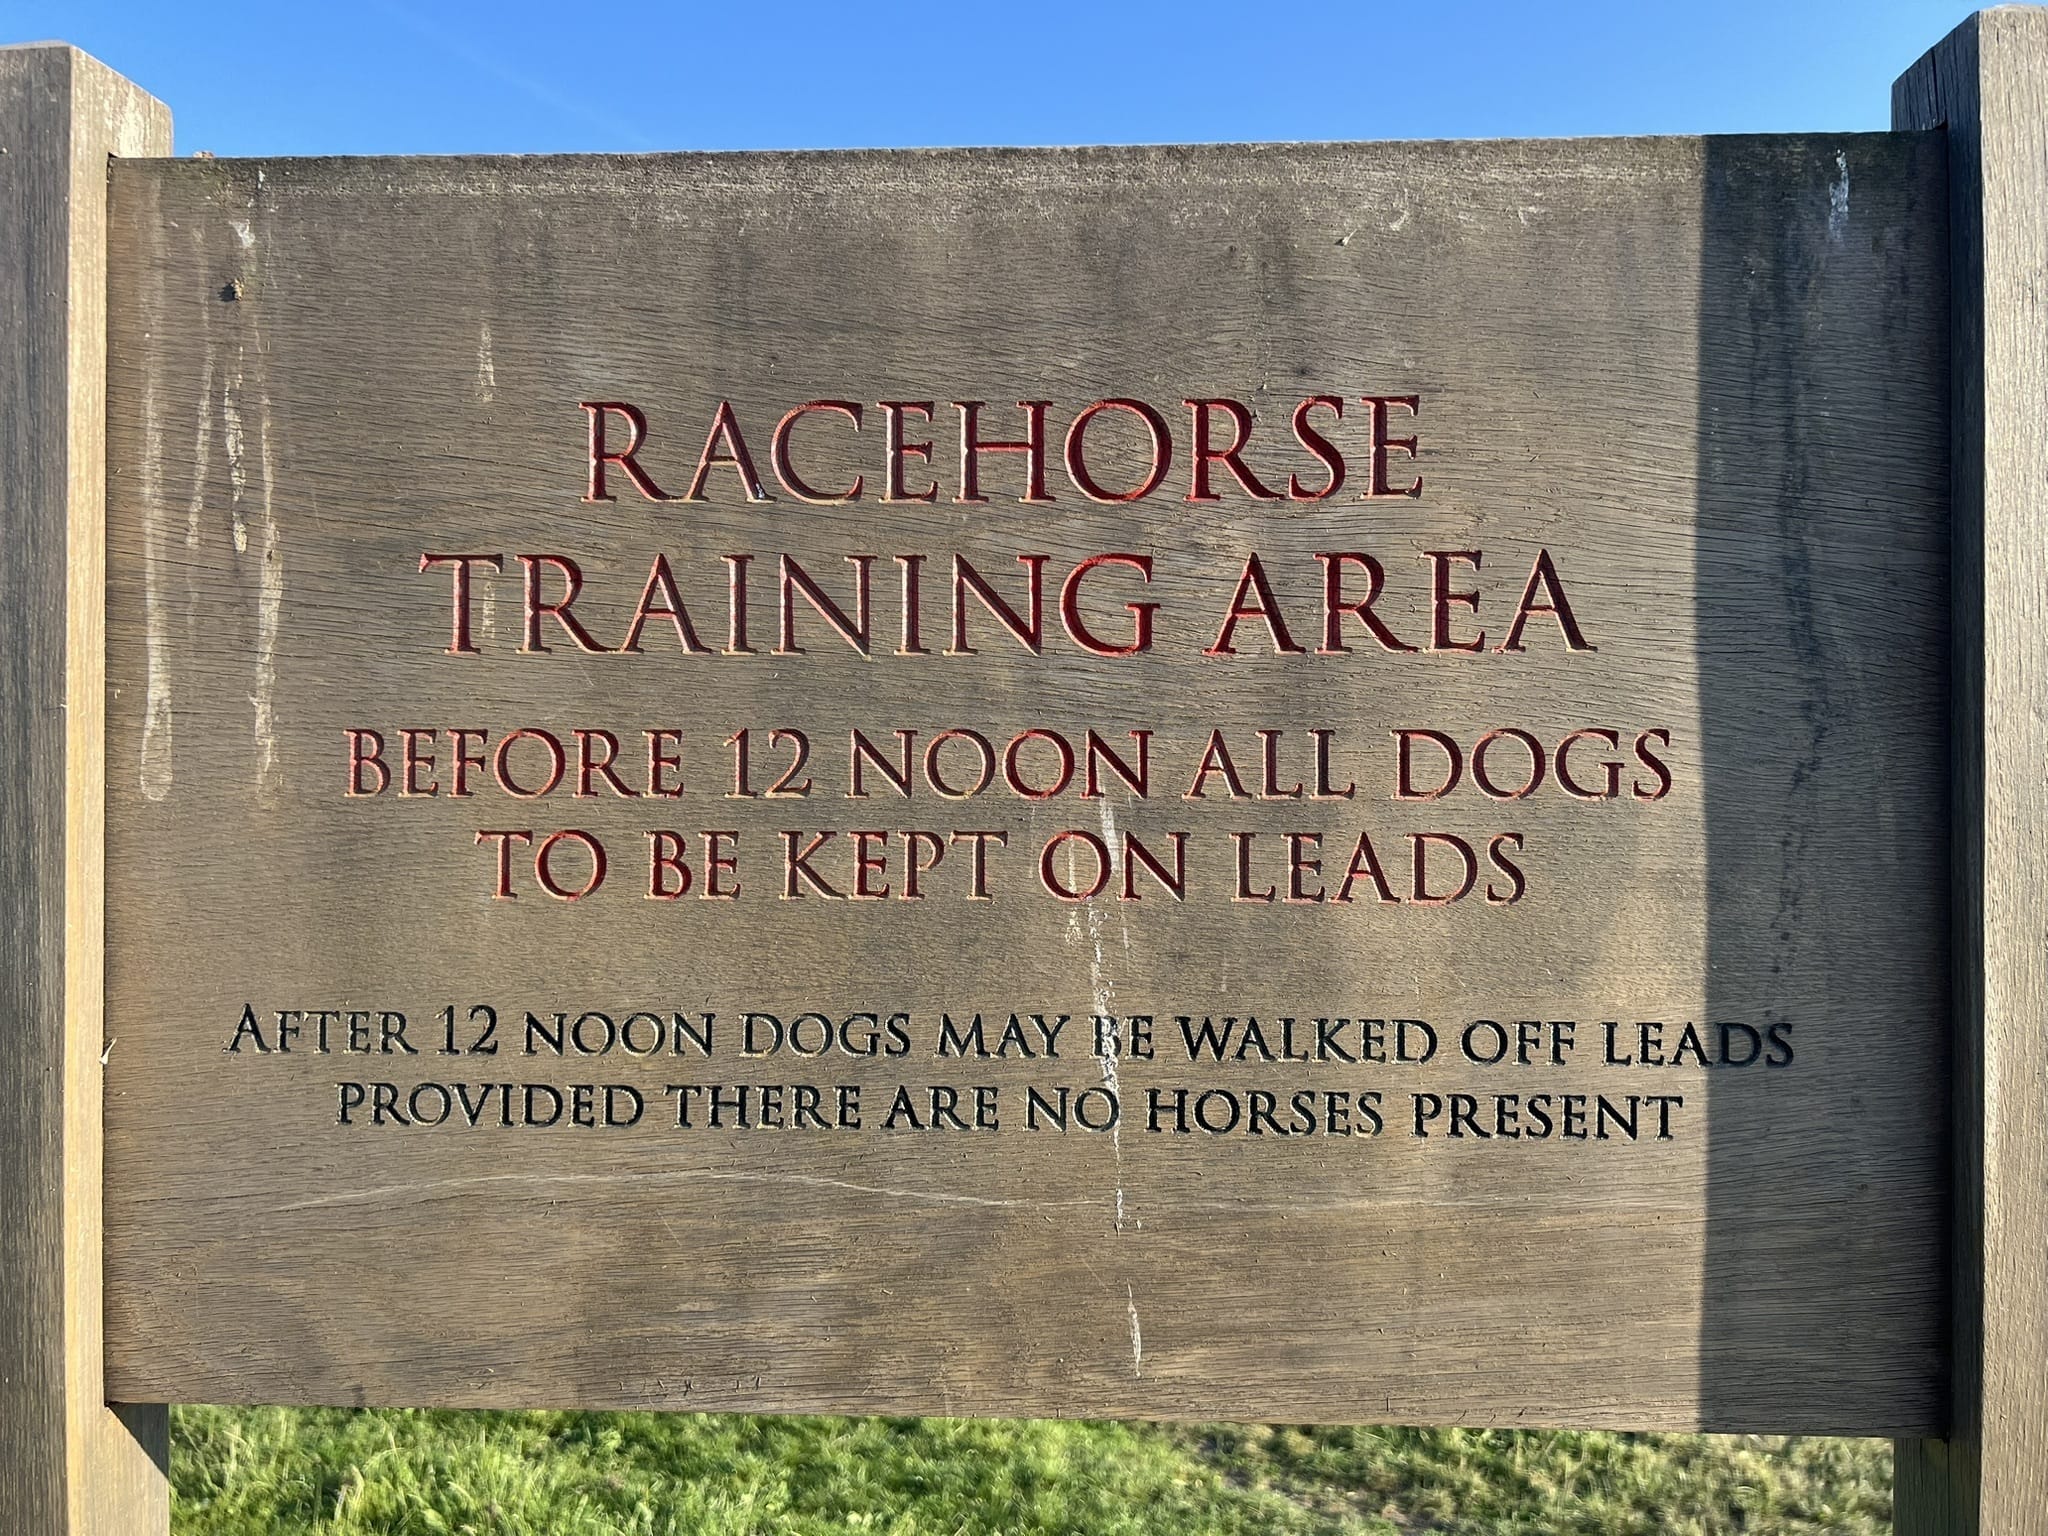 RACEHORSE
TRAINING AREA
BEFORE 12 NOON ALL DOGS
TO BE KEPT ON LEADS
AFTER 12 NOON DOGS MAY BE WALKED OFF LEADS
PROVIDED THERE ARE NO HORSES PRESENT